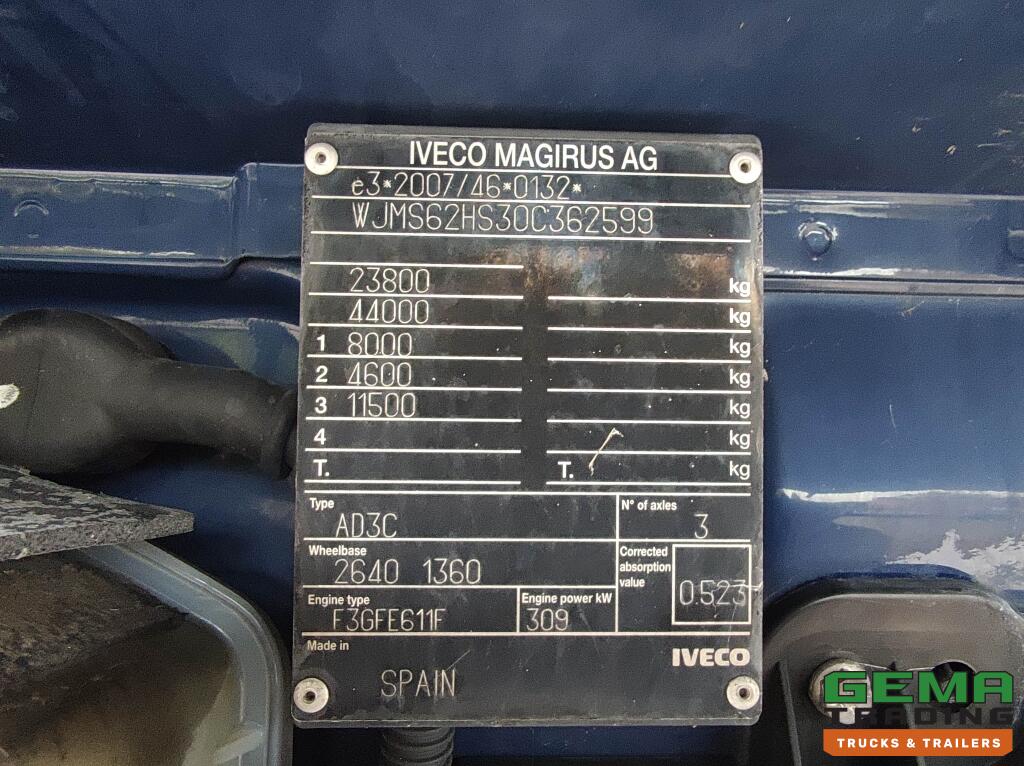 IVECO MAGIRUS AG
e3*2007/46*0132*
WJMS62HS30C362599
23800 kg
44000 kg
1 8000 kg
2 4600 kg
3 11500 kg
4 kg
T. T. kg
Type N° of axles
AD3C 3
Wheelbase Corrected absorption value
2640 1360 0.523
Engine type Engine power kW
F3GFE611F 309
Made in IVECO
SPAIN
GEMA
TRADING
TRUCKS & TRAILERS